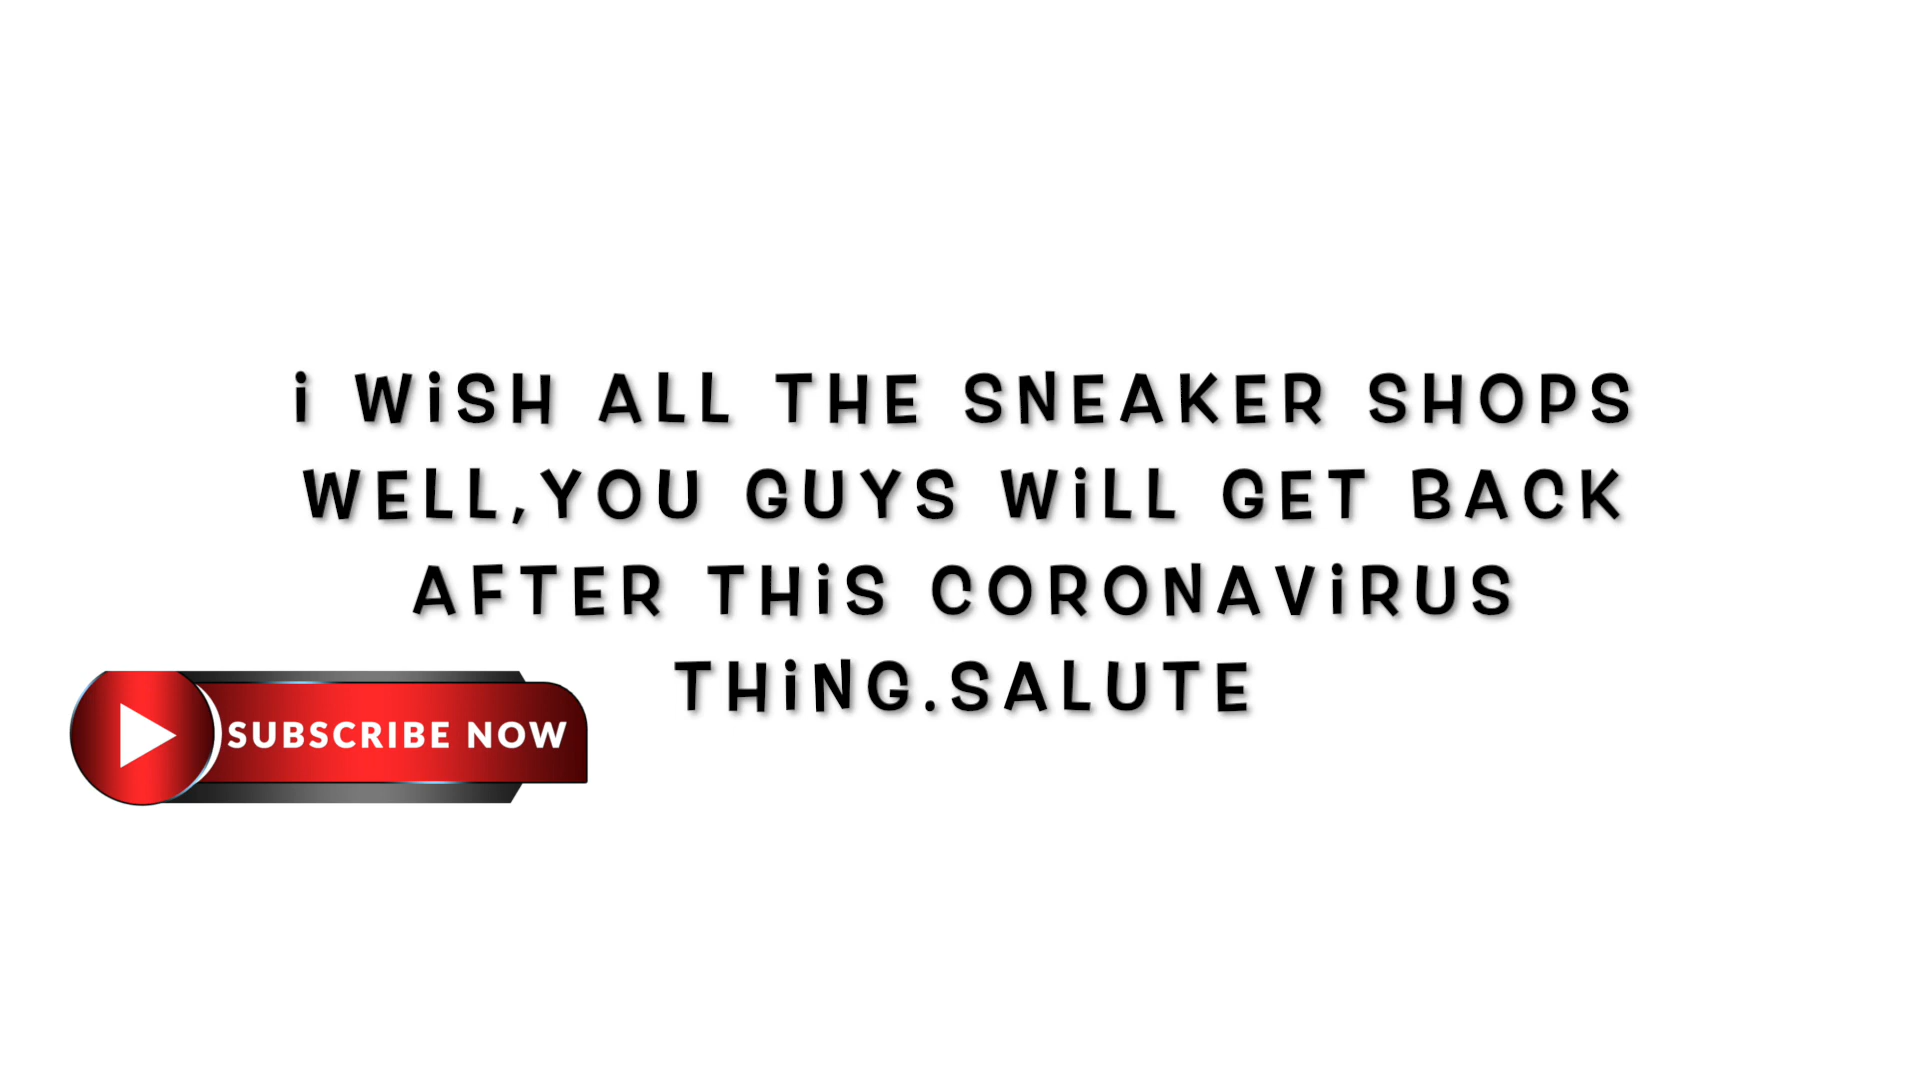 i WiSH ALL THE SNEAKER SHOPS
WELL,YOU GUYS WiLL GET BACK
AFTER THiS CORONAViRUS
THiNG.SALUTE
SUBSCRIBE NOW